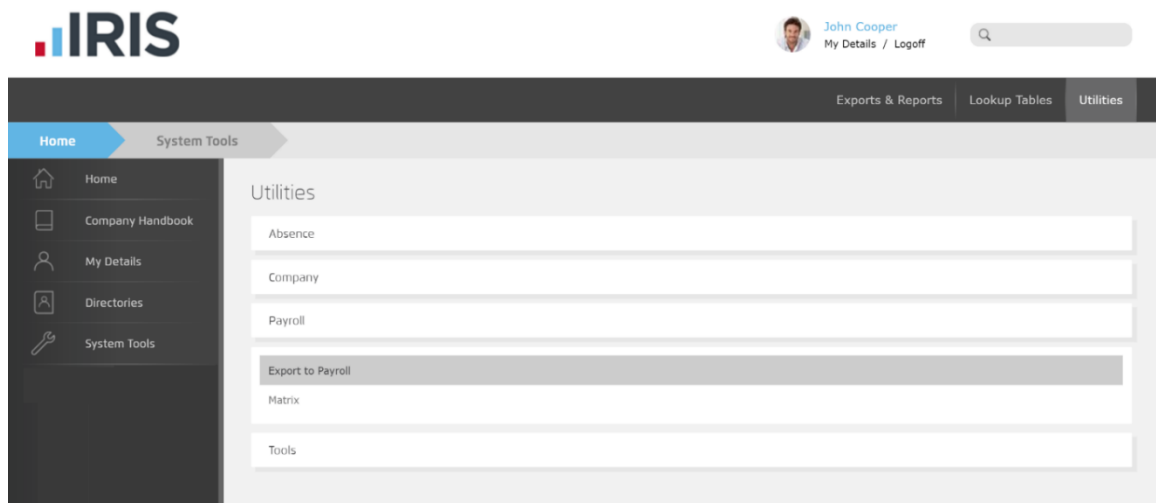 IRIS
John Cooper
My Details / Logoff
Exports & Reports
Lookup Tables
Utilities
Home
System Tools
Home
Company Handbook
My Details
Directories
System Tools
Utilities
Absence
Company
Payroll
Export to Payroll
Matrix
Tools